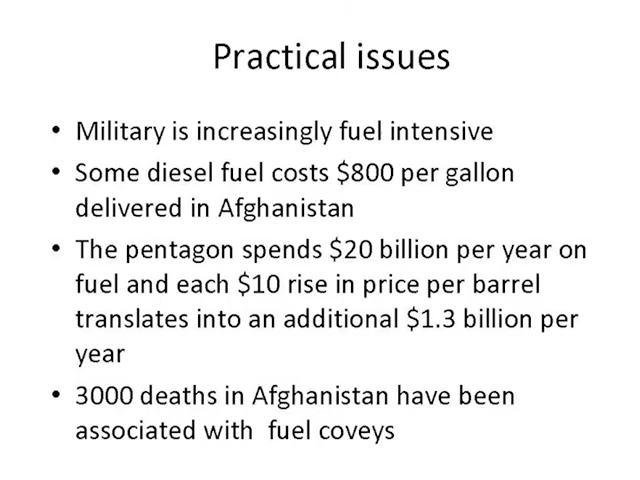 Practical issues
• Military is increasingly fuel intensive
• Some diesel fuel costs $800 per gallon
delivered in Afghanistan
• The pentagon spends $20 billion per year on
fuel and each $10 rise in price per barrel
translates into an additional $1.3 billion per
year
• 3000 deaths in Afghanistan have been
associated with  fuel coveys